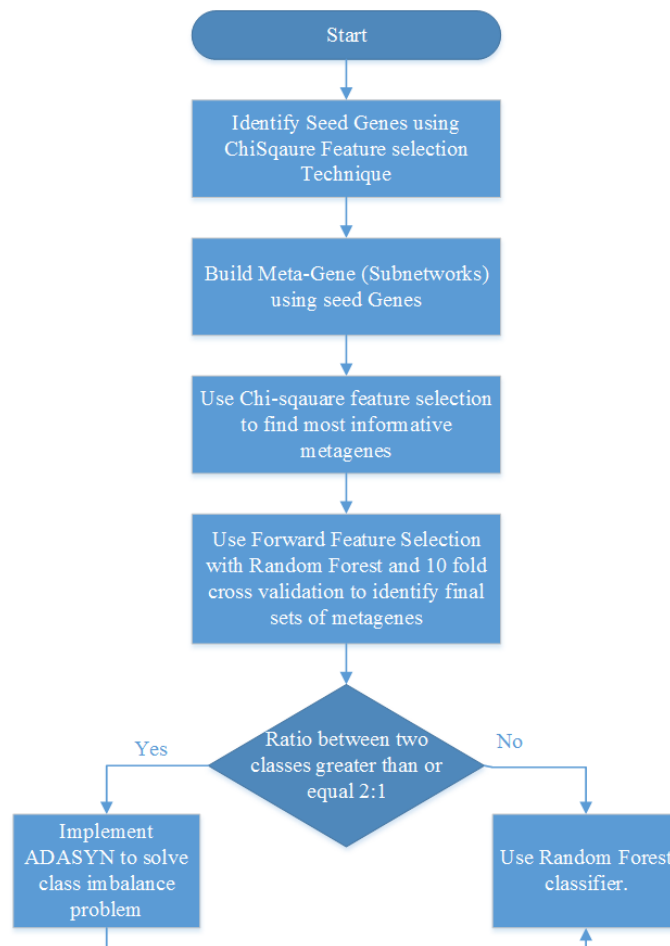 Start
Identify Seed Genes using
ChiSqaure Feature selection
Technique
Build Meta-Gene (Subnetworks)
using seed Genes
Use Chi-sqauare feature selection
to find most informative
metagenes
Use Forward Feature Selection
with Random Forest and 10 fold
cross validation to identify final
sets of metagenes
Ratio between two
classes greater than or
equal 2:1
Yes
No
Implement
ADASYN to solve
class imbalance
problem
Use Random Forest
classifier.